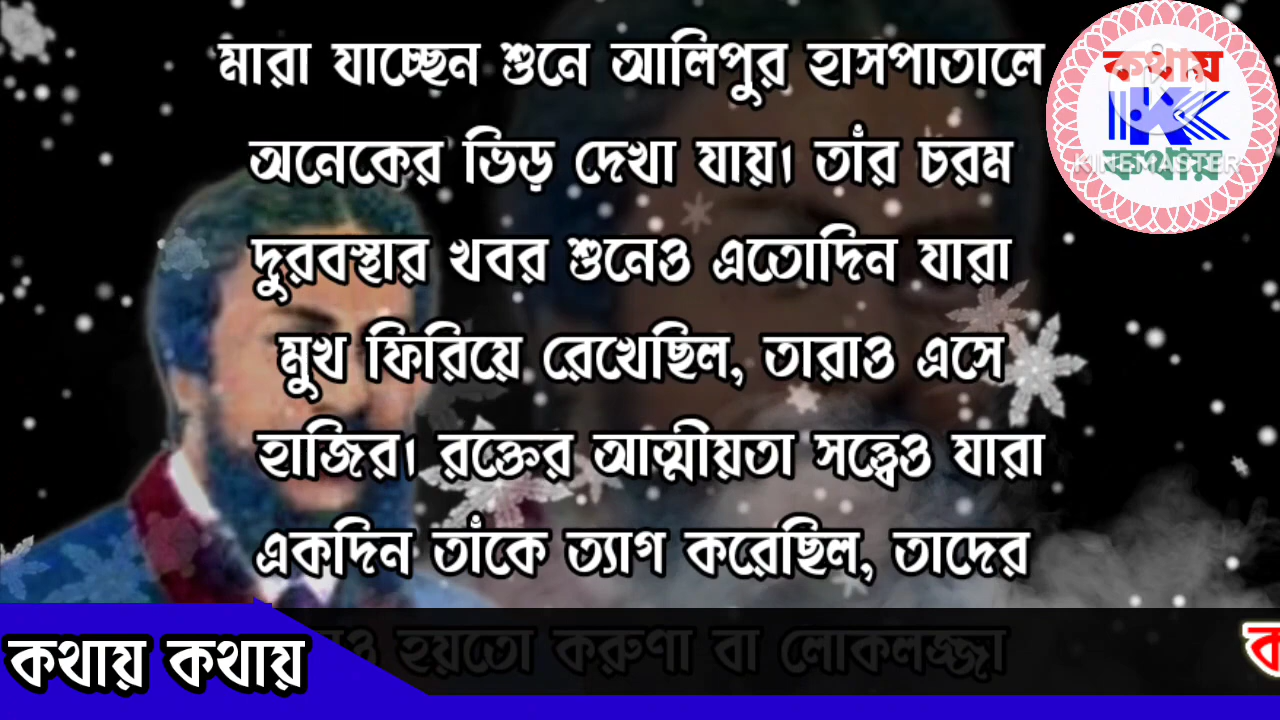 মারা যাচ্ছেন শুনে আলিপুর হাসপাতালে
অনেকের ভিড় দেখা যায়। তাঁর চরম
দুরবস্থার খবর শুনেও এতোদিন যারা
মুখ ফিরিয়ে রেখেছিল, তারাও এসে
হাজির। রক্তের আত্মীয়তা সত্ত্বেও যারা
একদিন তাঁকে ত্যাগ করেছিল, তাদের
হয়তো করুণা বা লোকলজ্জা
কথায় কথায়
কথায়
K
KINEMASTER
কথায়